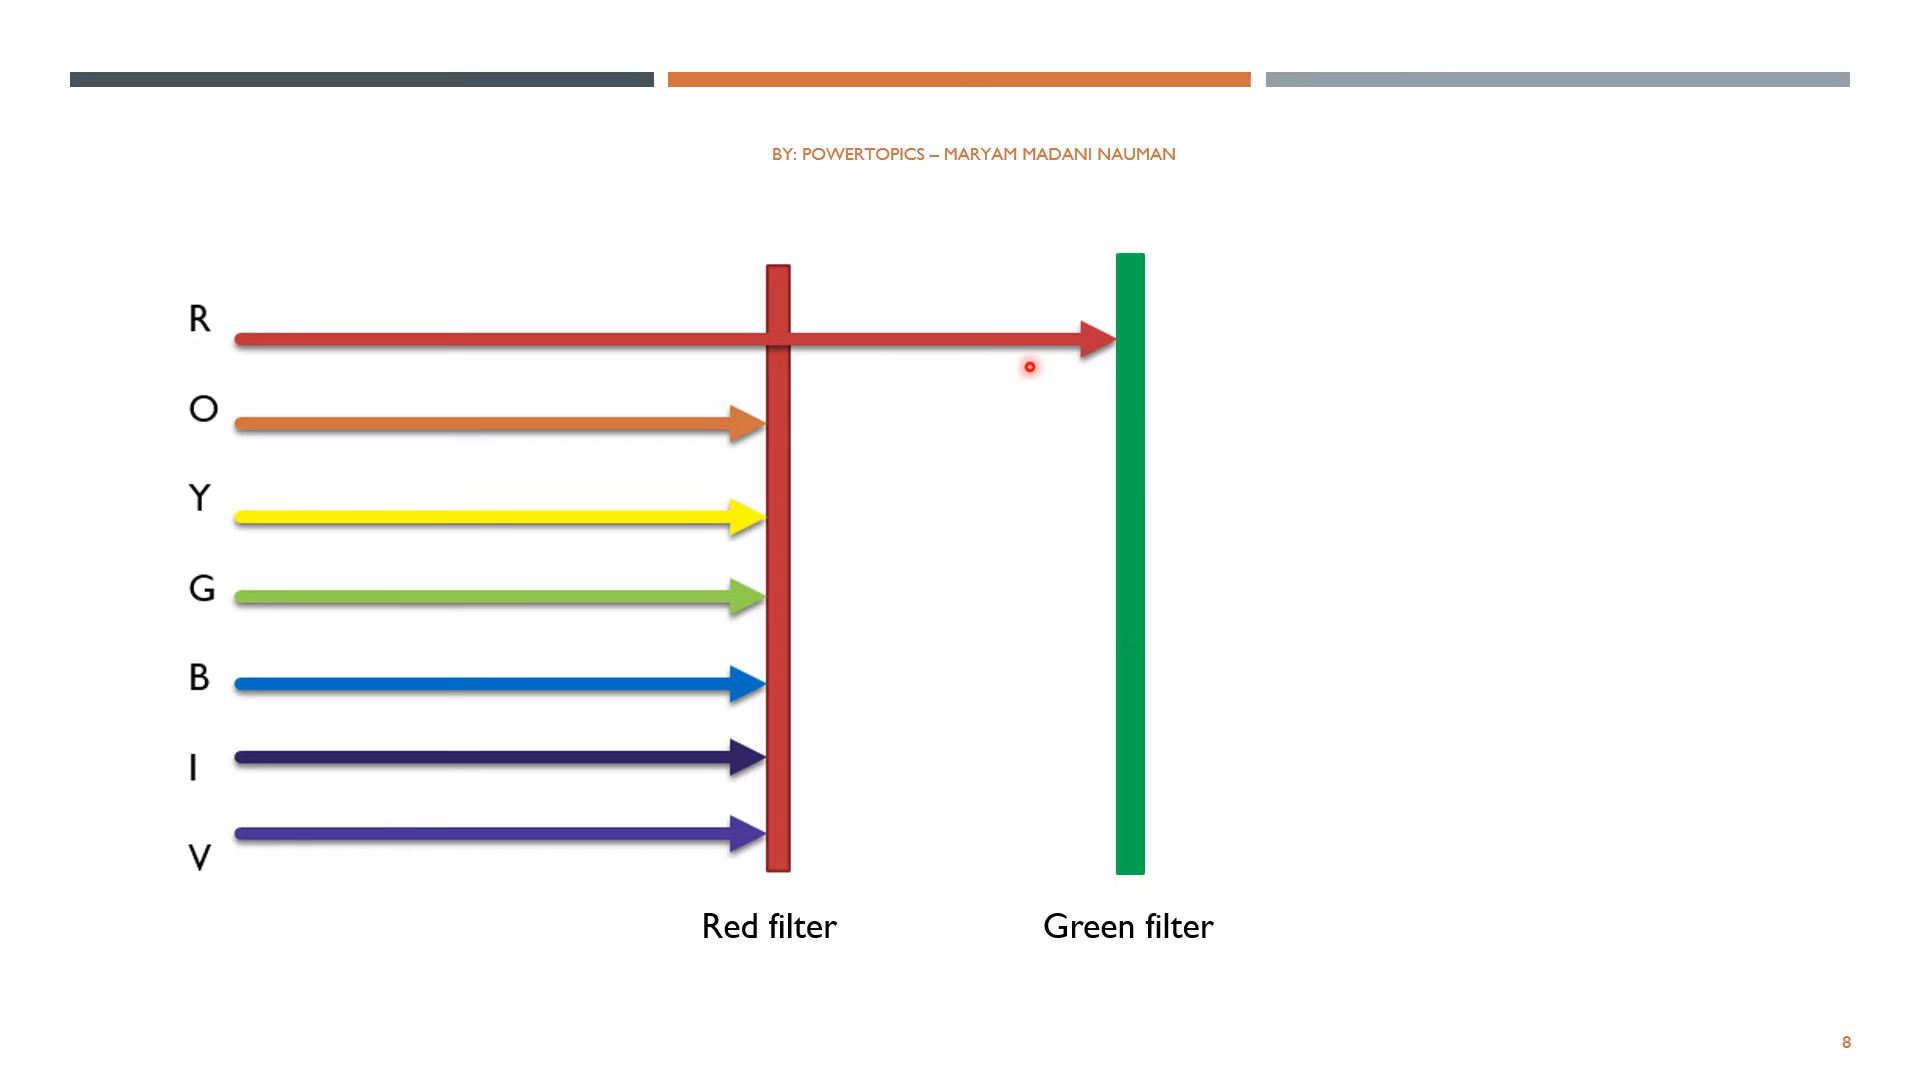 BY: POWERTOPICS – MARYAM MADANI NAUMAN
R
O
Y
G
B
I
V
Red filter
Green filter
8